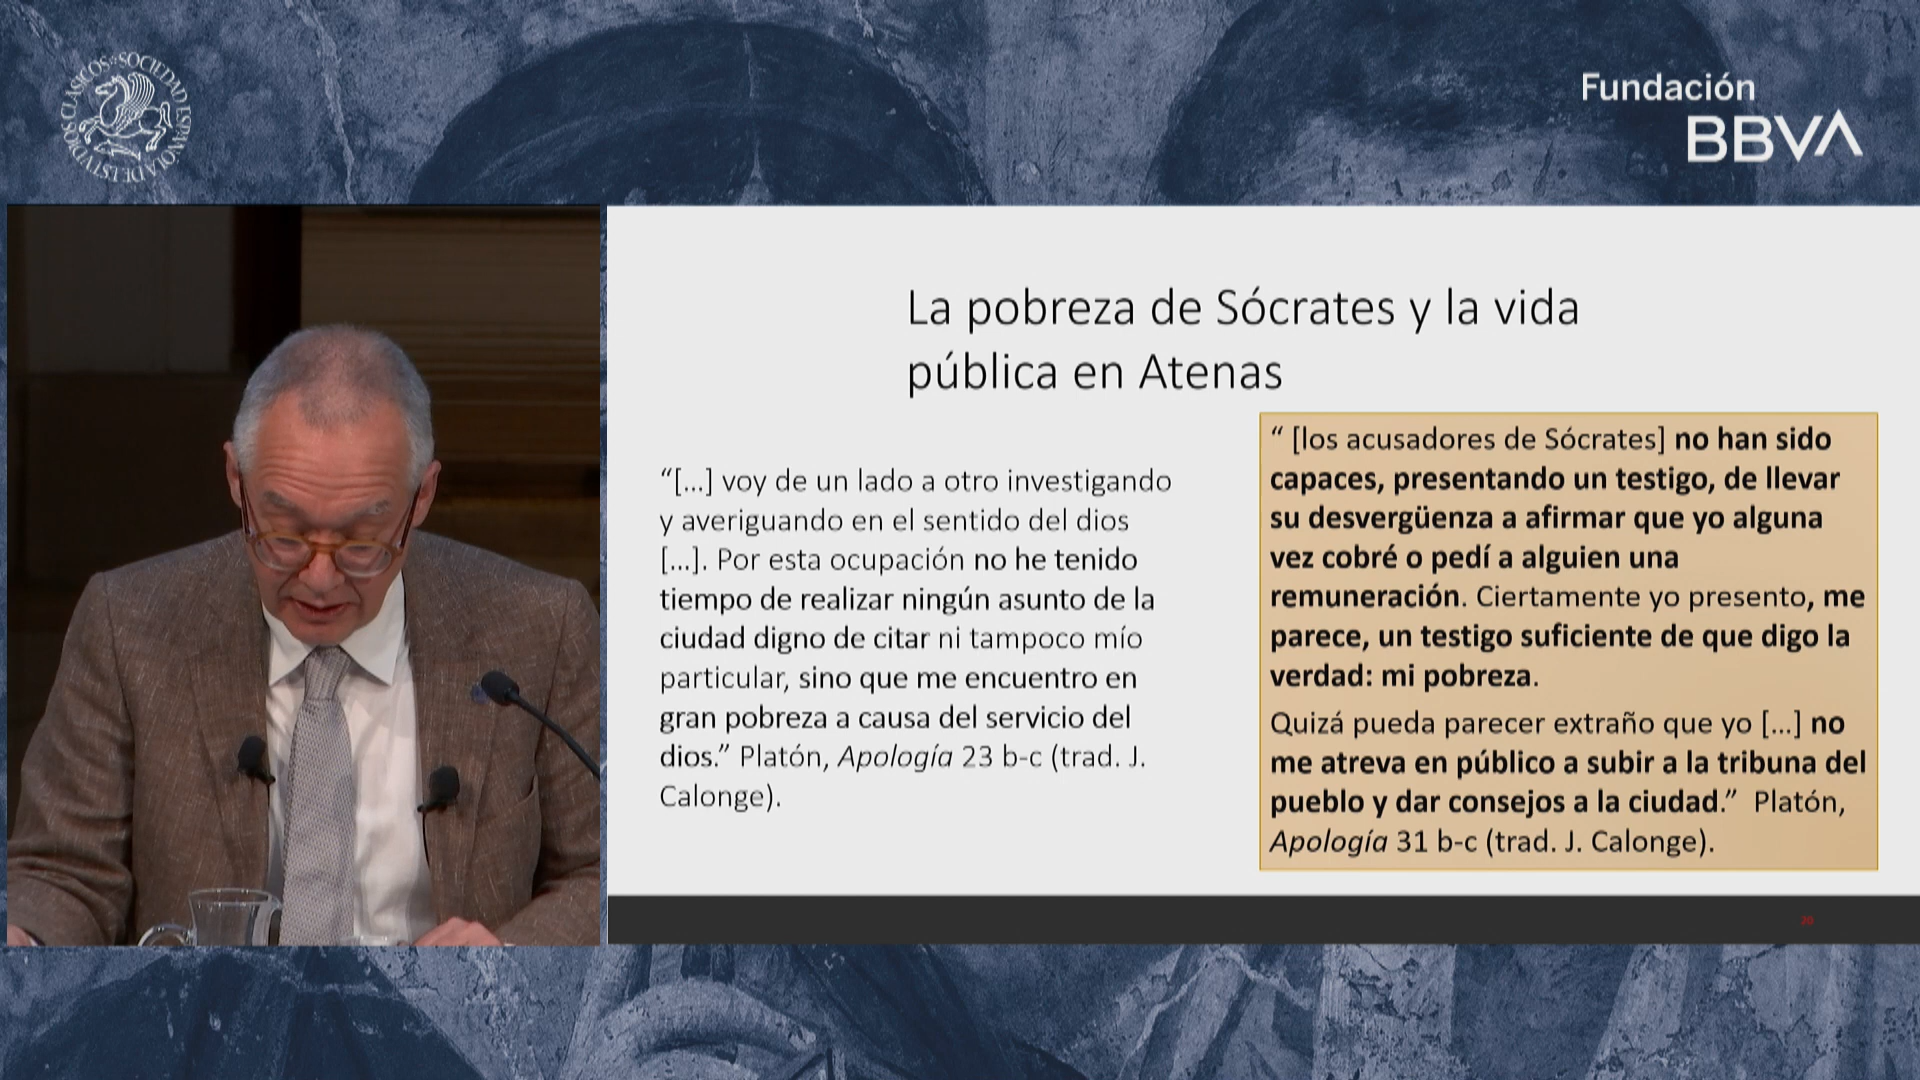 SOCIEDAD ESPAÑOLA DE ESTVDIOS CLÁSICOS
Fundación
BBVA
La pobreza de Sócrates y la vida
pública en Atenas
“[...] voy de un lado a otro investigando
y averiguando en el sentido del dios
[...]. Por esta ocupación no he tenido
tiempo de realizar ningún asunto de la
ciudad digno de citar ni tampoco mío
particular, sino que me encuentro en
gran pobreza a causa del servicio del
dios.” Platón, Apología 23 b-c (trad. J.
Calonge).
“ [los acusadores de Sócrates] no han sido
capaces, presentando un testigo, de llevar
su desvergüenza a afirmar que yo alguna
vez cobré o pedí a alguien una
remuneración. Ciertamente yo presento, me
parece, un testigo suficiente de que digo la
verdad: mi pobreza.
Quizá pueda parecer extraño que yo [...] no
me atreva en público a subir a la tribuna del
pueblo y dar consejos a la ciudad.” Platón,
Apología 31 b-c (trad. J. Calonge).